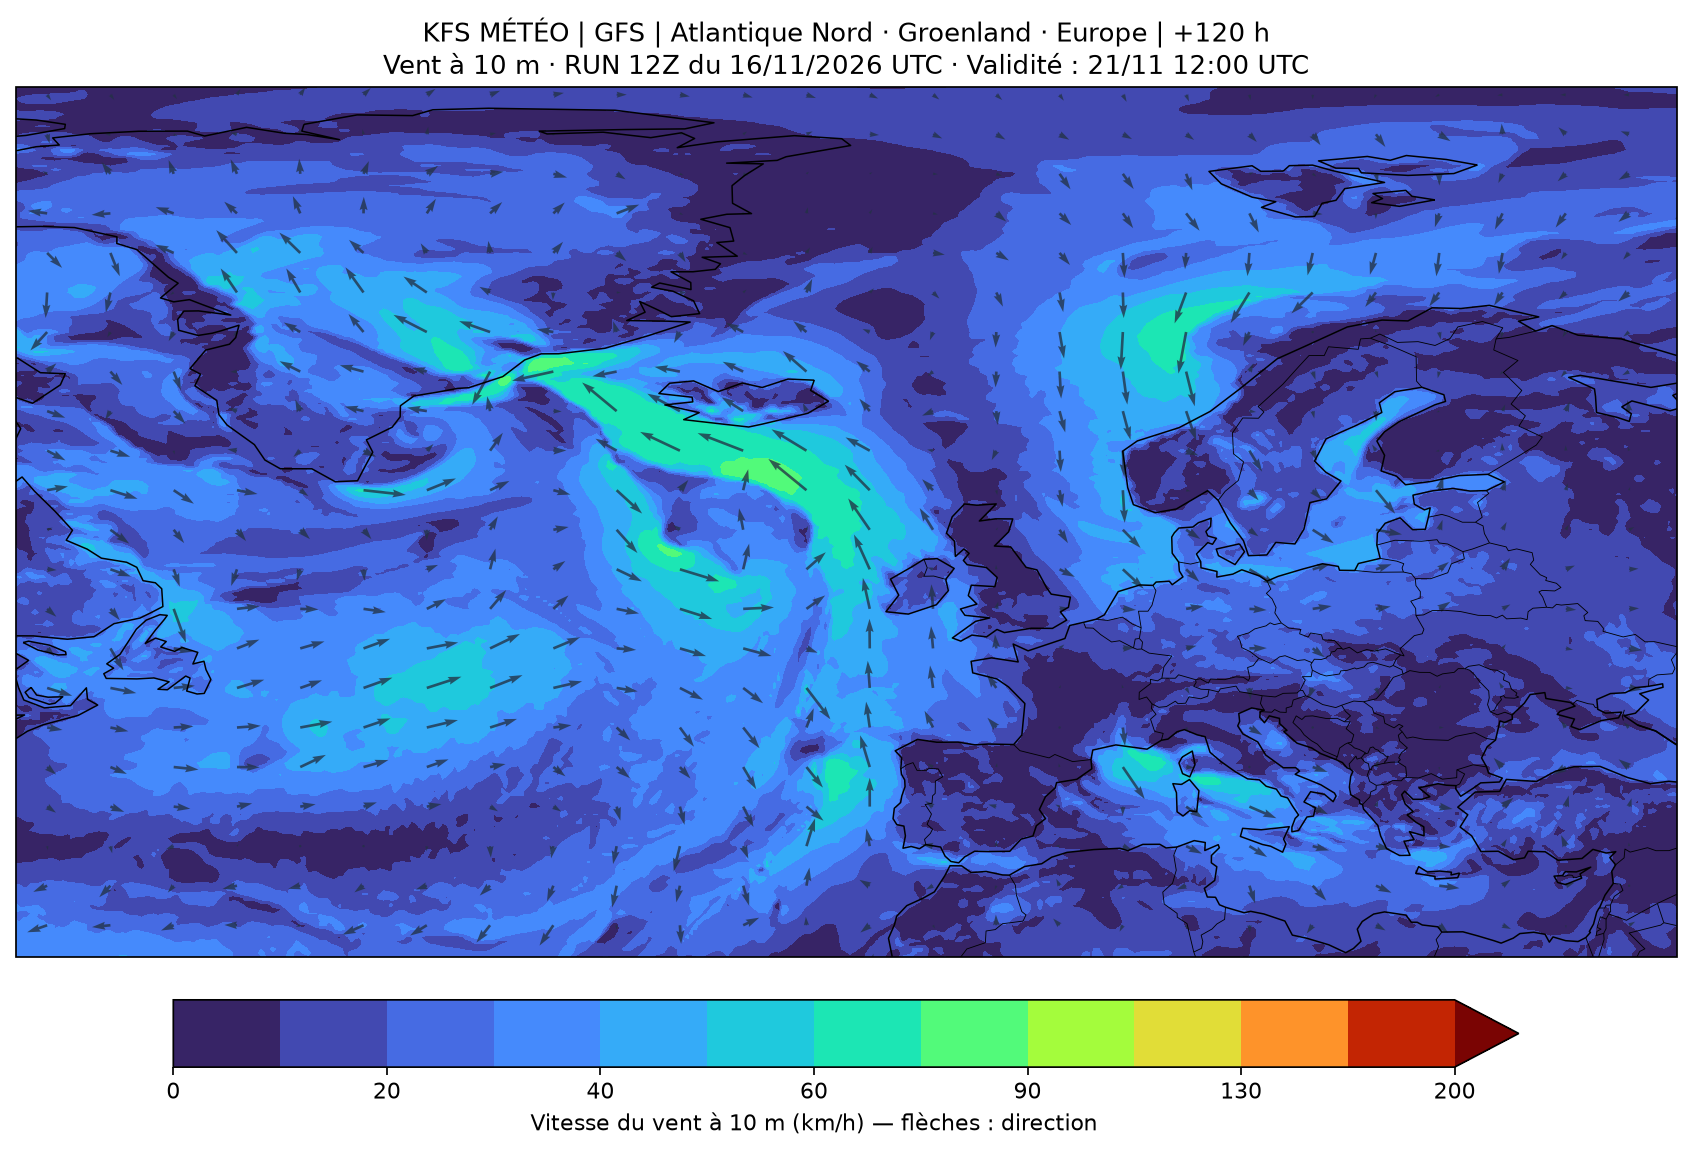 KFS MÉTÉO | GFS | Atlantique Nord · Groenland · Europe | +120 h
Vent à 10 m · RUN 12Z du 16/11/2026 UTC · Validité : 21/11 12:00 UTC
0 20 40 60 90 130 200
Vitesse du vent à 10 m (km/h) — flèches : direction